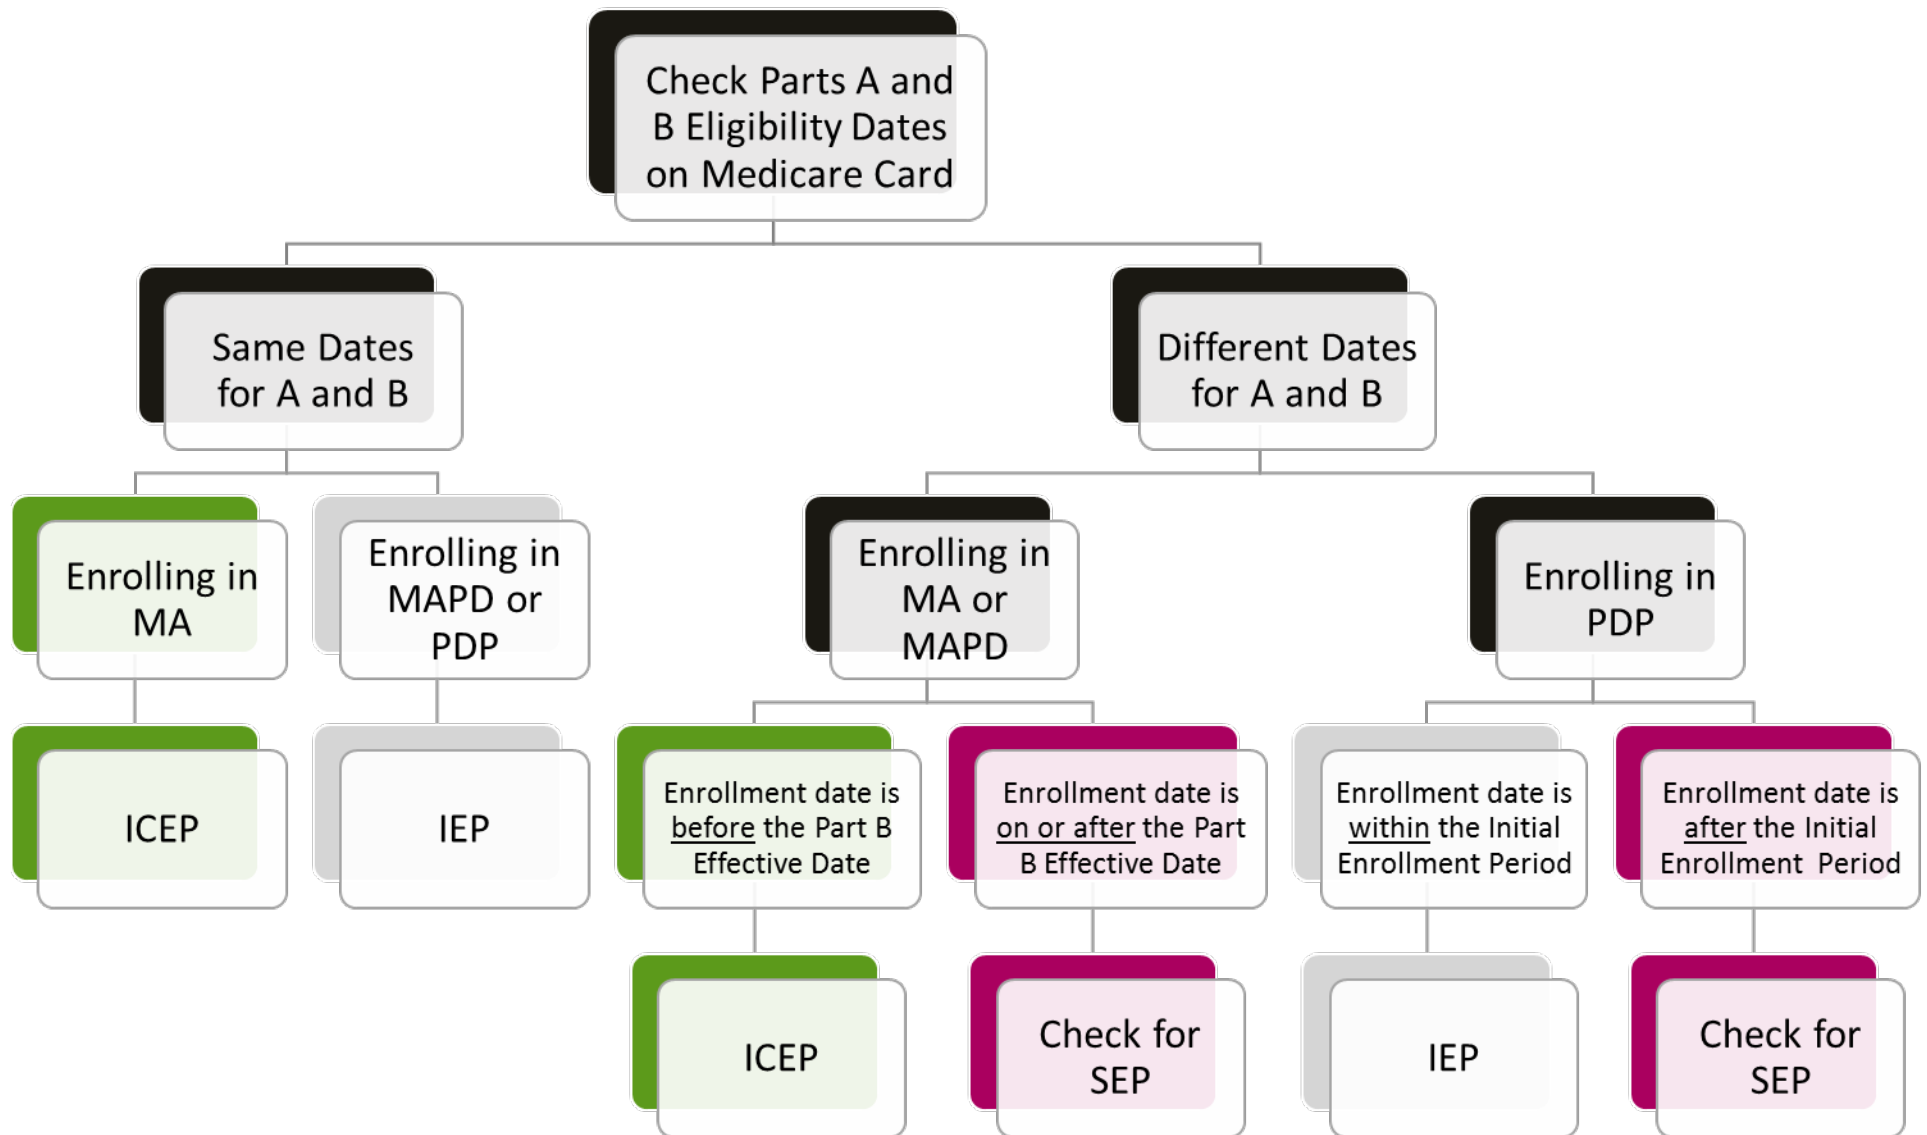 Check Parts A and
B Eligibility Dates
on Medicare Card
Same Dates
for A and B
Different Dates
for A and B
Enrolling in
MA
Enrolling in
MAPD or
PDP
Enrolling in
MA or
MAPD
Enrolling in
PDP
ICEP
IEP
Enrollment date is
before the Part B
Effective Date
Enrollment date is
on or after the Part
B Effective Date
Enrollment date is
within the Initial
Enrollment Period
Enrollment date is
after the Initial
Enrollment Period
ICEP
Check for
SEP
IEP
Check for
SEP